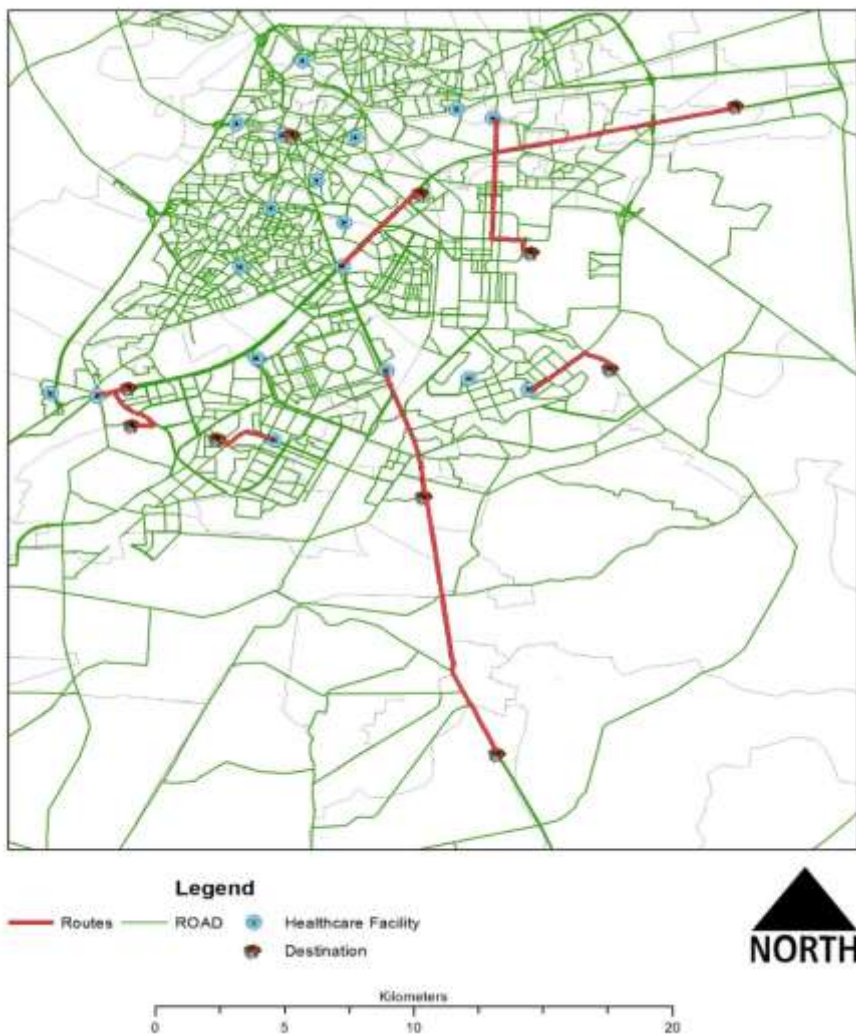 Legend
Routes ROAD Healthcare Facility
Destination
NORTH
Kilometers
0 5 10 20